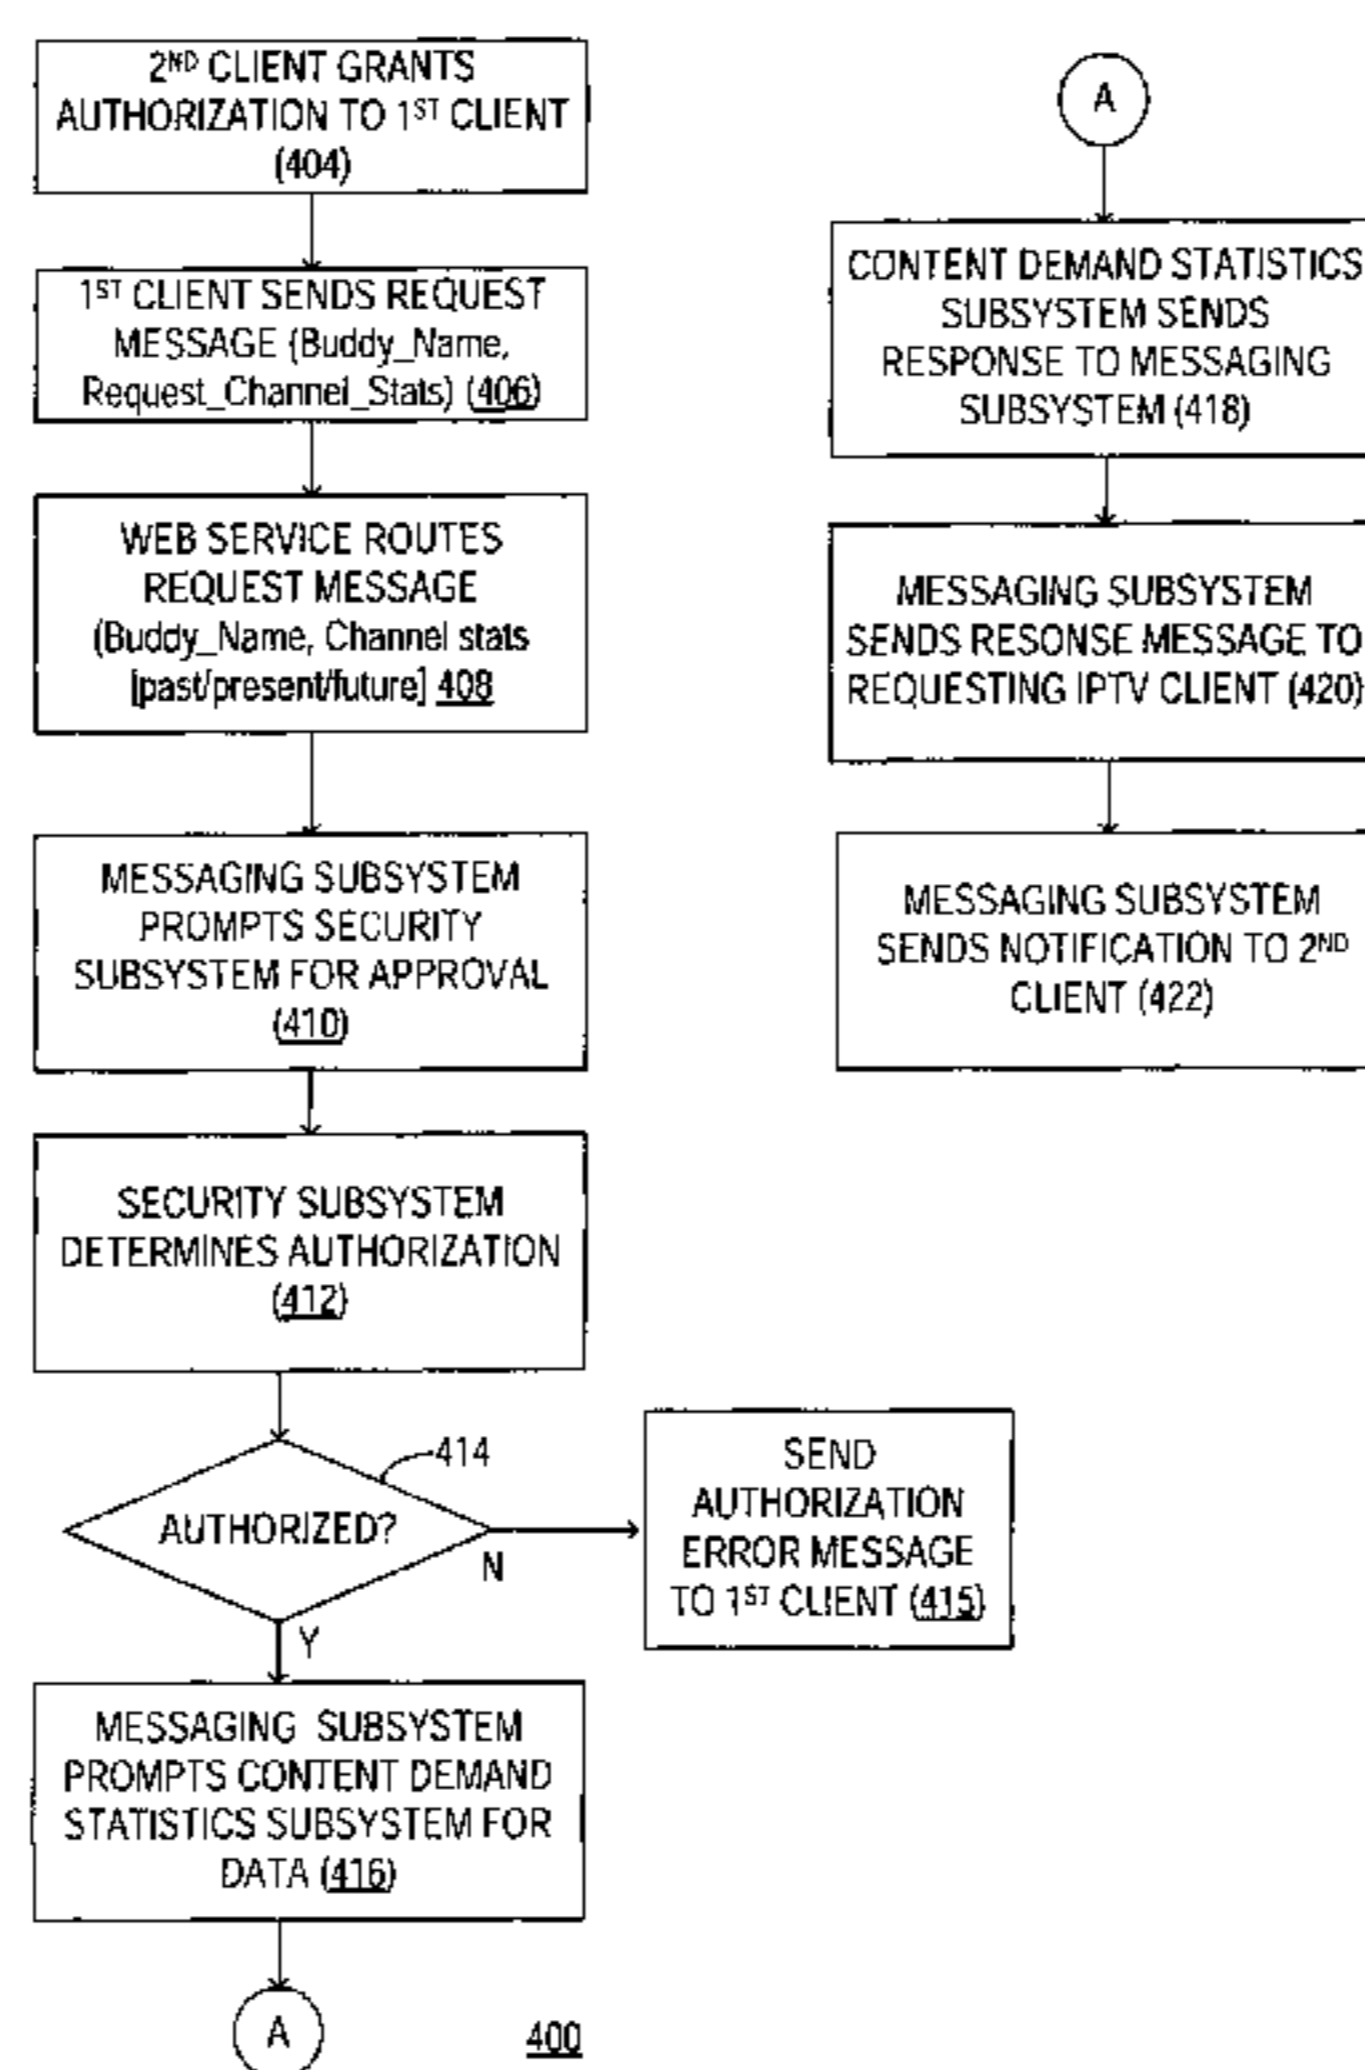 2ND CLIENT GRANTS
AUTHORIZATION TO 1ST CLIENT
(404)
1ST CLIENT SENDS REQUEST
MESSAGE (Buddy_Name,
Request_Channel_Stats) (406)
WEB SERVICE ROUTES
REQUEST MESSAGE
(Buddy_Name, Channel stats
[past/present/future] 408
MESSAGING SUBSYSTEM
PROMPTS SECURITY
SUBSYSTEM FOR APPROVAL
(410)
SECURITY SUBSYSTEM
DETERMINES AUTHORIZATION
(412)
414
AUTHORIZED?
N
Y
SEND
AUTHORIZATION
ERROR MESSAGE
TO 1ST CLIENT (415)
MESSAGING SUBSYSTEM
PROMPTS CONTENT DEMAND
STATISTICS SUBSYSTEM FOR
DATA (416)
A
400
A
CONTENT DEMAND STATISTICS
SUBSYSTEM SENDS
RESPONSE TO MESSAGING
SUBSYSTEM (418)
MESSAGING SUBSYSTEM
SENDS RESONSE MESSAGE TO
REQUESTING IPTV CLIENT (420)
MESSAGING SUBSYSTEM
SENDS NOTIFICATION TO 2ND
CLIENT (422)